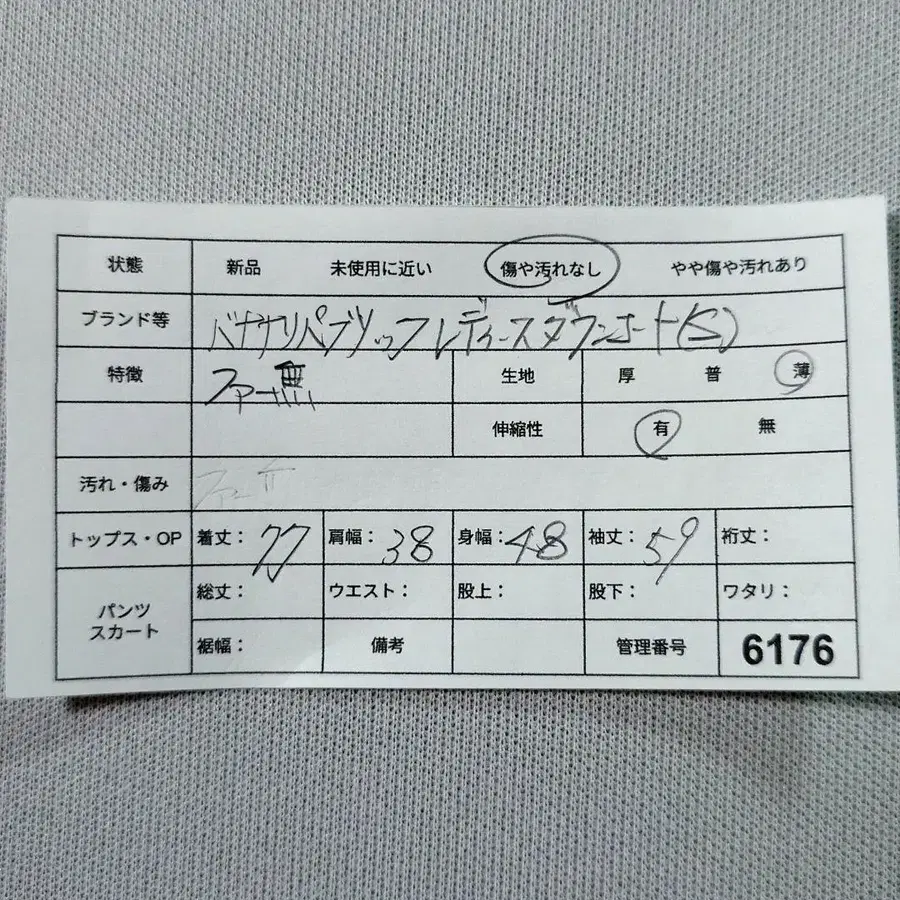 状態 新品 未使用に近い 傷や汚れなし やや傷や汚れあり
ブランド等 バナナリパブリックレディースダウンコート(S)
特徴 ファー無 生地 厚 普 薄
伸縮性 有 無
汚れ・傷み ファー
トップス・OP 着丈:77 肩幅:38 身幅:48 袖丈:59 裄丈:
パンツ スカート 総丈: ウエスト: 股上: 股下: ワタリ:
裾幅: 備考 管理番号 6176